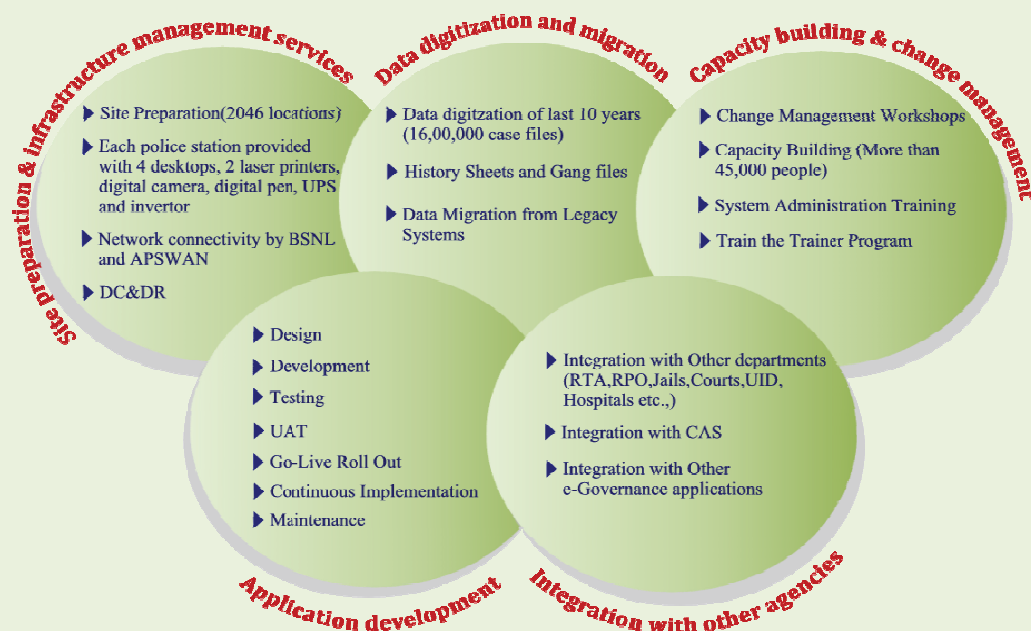 Site preparation & infrastructure management services
Site Preparation(2046 locations)
Each police station provided
with 4 desktops, 2 laser printers,
digital camera, digital pen, UPS
and invertor
Network connectivity by BSNL
and APSWAN
DC&DR
Data digitization and migration
Data digitzation of last 10 years
(16,00,000 case files)
History Sheets and Gang files
Data Migration from Legacy
Systems
Capacity building & change management
Change Management Workshops
Capacity Building (More than
45,000 people)
System Administration Training
Train the Trainer Program
Design
Development
Testing
UAT
Go-Live Roll Out
Continuous Implementation
Maintenance
Application development
Integration with Other departments
(RTA,RPO,Jails,Courts,UID,
Hospitals etc.,)
Integration with CAS
Integration with Other
e-Governance applications
Integration with other agencies